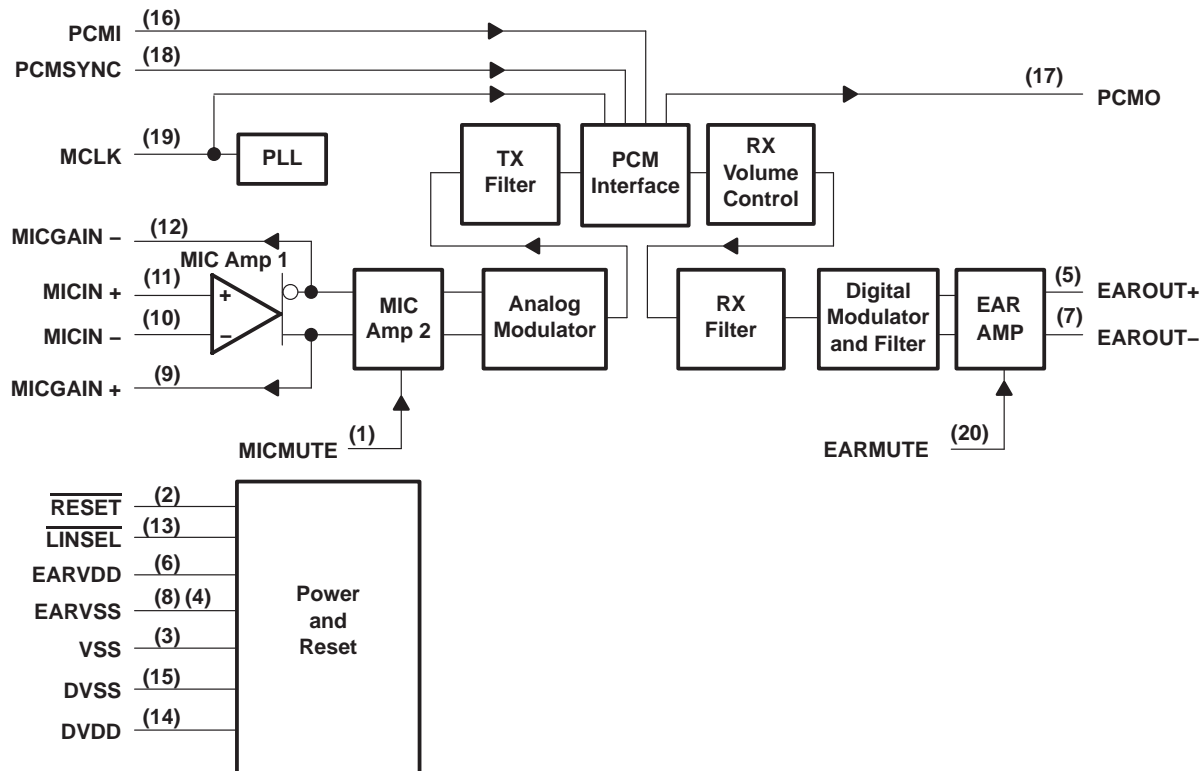 PCMI (16)
PCMSYNC (18)
(17) PCMO
MCLK (19)
PLL
TX
Filter
PCM
Interface
RX
Volume
Control
MICGAIN − (12)
MIC Amp 1
MICIN + (11)
+
MICIN − (10)
−
MICGAIN + (9)
MIC
Amp 2
Analog
Modulator
RX
Filter
Digital
Modulator
and Filter
EAR
AMP
(5) EAROUT+
(7) EAROUT−
MICMUTE (1)
EARMUTE (20)
RESET (2)
LINSEL (13)
EARVDD (6)
EARVSS (8) (4)
VSS (3)
DVSS (15)
DVDD (14)
Power
and
Reset